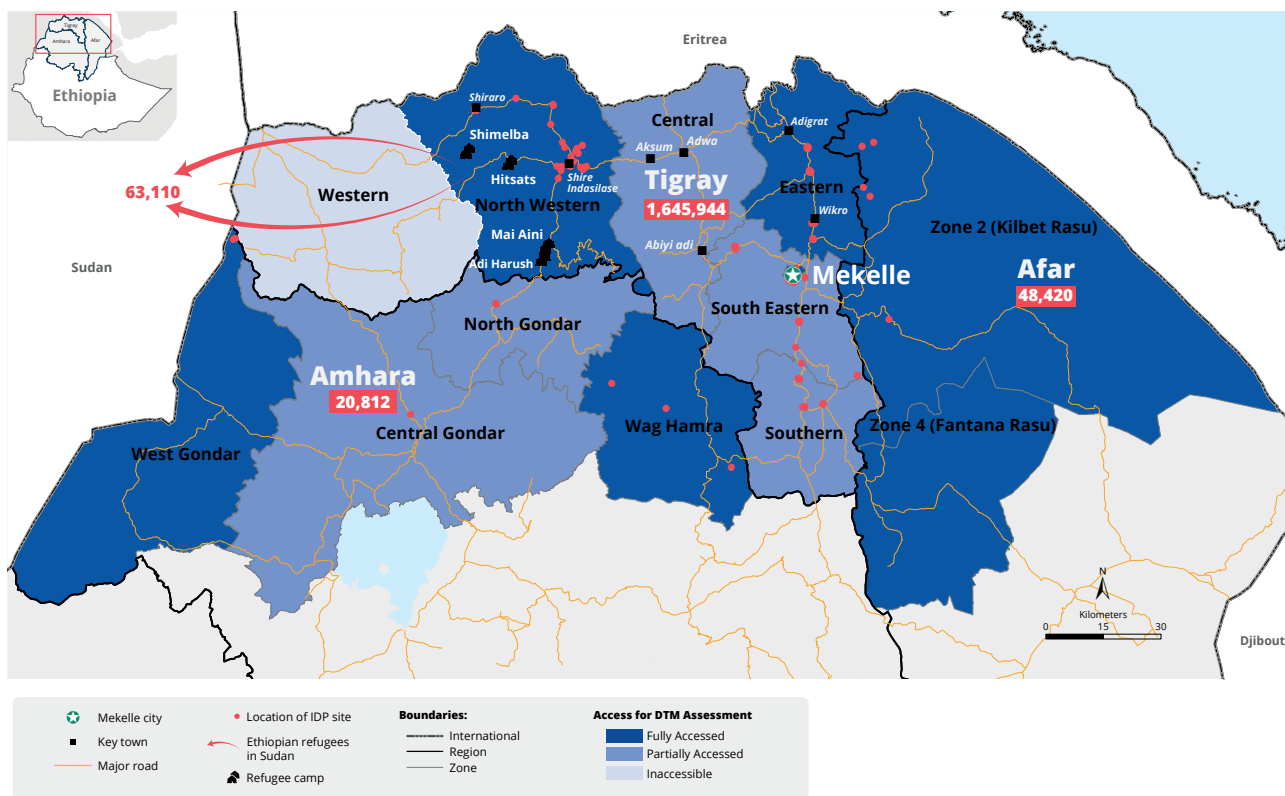 Tigray
Amhara
Afar
Ethiopia
Eritrea
Sudan
Djibout
63,110
Western
Shiraro
Shimelba
Hitsats
Shire
Indasilase
North Western
Mai Aini
Adi Harush
Central
Aksum
Adwa
Tigray
1,645,944
Abiyi adi
Adigrat
Eastern
Wikro
Mekelle
South Eastern
Southern
Zone 2 (Kilbet Rasu)
Afar
48,420
Zone 4 (Fantana Rasu)
North Gondar
Amhara
20,812
Central Gondar
West Gondar
Wag Hamra
N
Kilometers
0 15 30
Mekelle city
Key town
Major road
Location of IDP site
Ethiopian refugees
in Sudan
Refugee camp
Boundaries:
International
Region
Zone
Access for DTM Assessment
Fully Accessed
Partially Accessed
Inaccessible